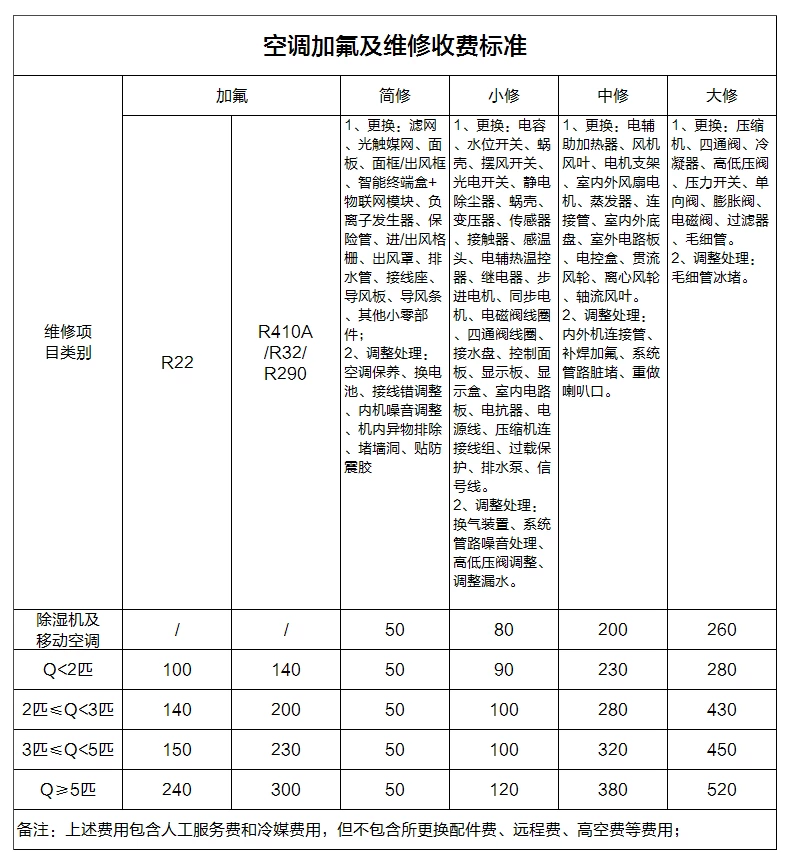 空调加氟及维修收费标准
加氟
简修
小修
中修
大修
维修项
目类别
R22
R410A
/R32/
R290
1、更换：滤网
、光触媒网、面
板、面框/出风框
、智能终端盒+
物联网模块、负
离子发生器、保
险管、进/出风格
栅、出风罩、排
水管、接线座、
导风板、导风条
、其他小零部
件；
2、调整处理：
空调保养、换电
池、接线错调整
、内机噪音调整
、机内异物排除
、堵墙洞、贴防
震胶
1、更换：电容
、水位开关、蜗
壳、摆风开关、
光电开关、静电
除尘器、蜗壳、
变压器、传感器
、接触器、感温
头、电辅热温控
器、继电器、步
进电机、同步电
机、电磁阀线圈
、四通阀线圈、
接水盘、控制面
板、显示板、显
示盒、室内电路
板、电抗器、电
源线、压缩机连
接线组、过载保
护、排水泵、信
号线。
2、调整处理：
换气装置、系统
管路噪音处理、
高低压阀调整、
调整漏水。
1、更换：电辅
助加热器、风机
风叶、电机支架
、室内外风扇电
机、蒸发器、连
接管、室内外底
盘、室外电路板
、电控盒、贯流
风轮、离心风轮
、轴流风叶。
2、调整处理：
内外机连接管、
补焊加氟、系统
管路脏堵、重做
喇叭口。
1、更换：压缩
机、四通阀、冷
凝器、高低压阀
、压力开关、单
向阀、膨胀阀、
电磁阀、过滤器
、毛细管。
2、调整处理：
毛细管冰堵。
除湿机及
移动空调
/
/
50
80
200
260
Q<2匹
100
140
50
90
230
280
2匹≤Q<3匹
140
200
50
100
280
430
3匹≤Q<5匹
150
230
50
100
320
450
Q≥5匹
240
300
50
120
380
520
备注：上述费用包含人工服务费和冷媒费用，但不包含所更换配件费、远程费、高空费等费用；